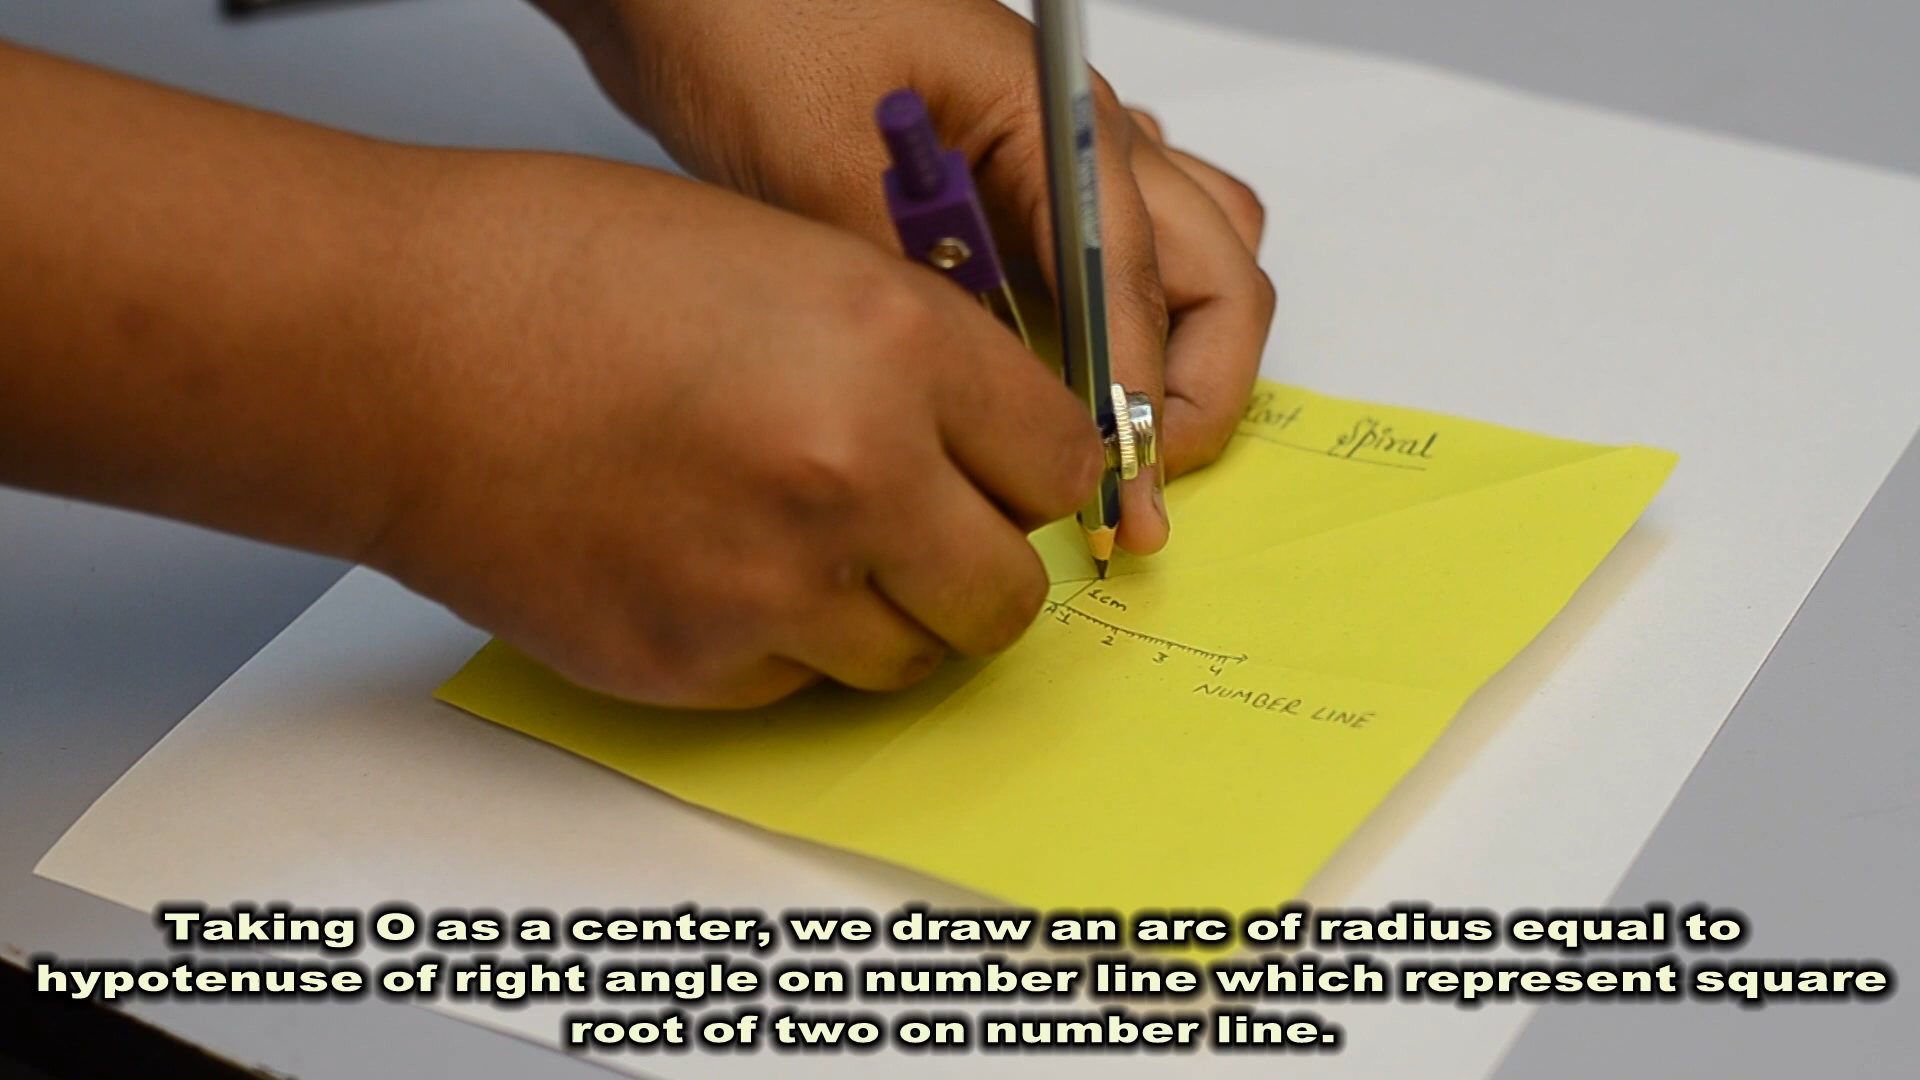 Root Spiral
1cm
A 1 2 3 4
NUMBER LINE
Taking O as a center, we draw an arc of radius equal to
hypotenuse of right angle on number line which represent square
root of two on number line.